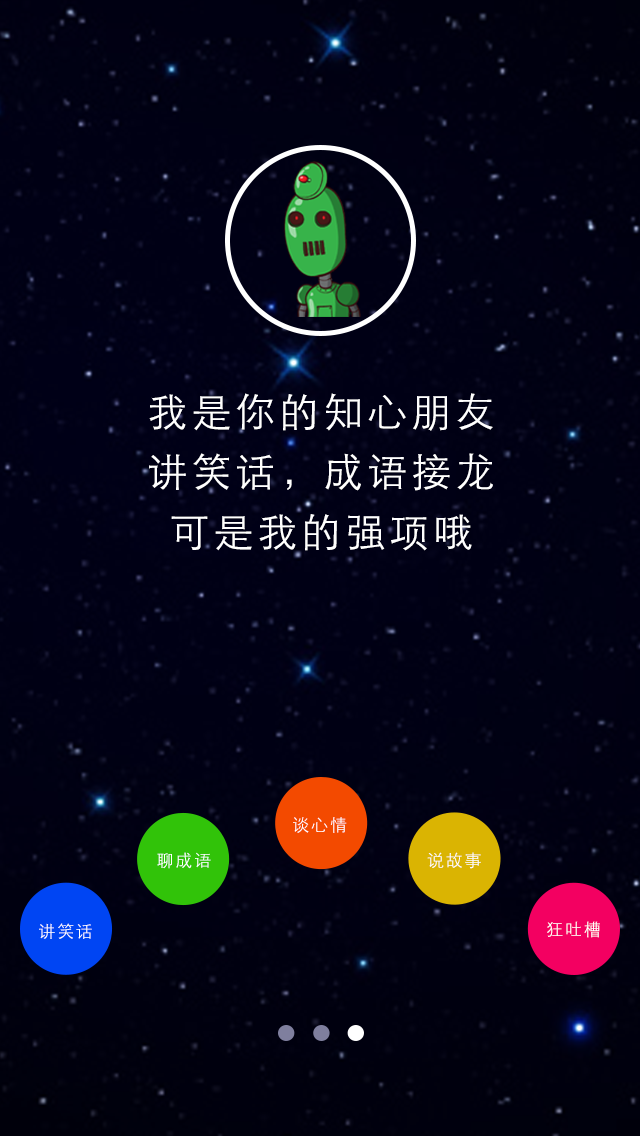 我是你的知心朋友
讲笑话，成语接龙
可是我的强项哦
谈心情
聊成语
说故事
讲笑话
狂吐槽